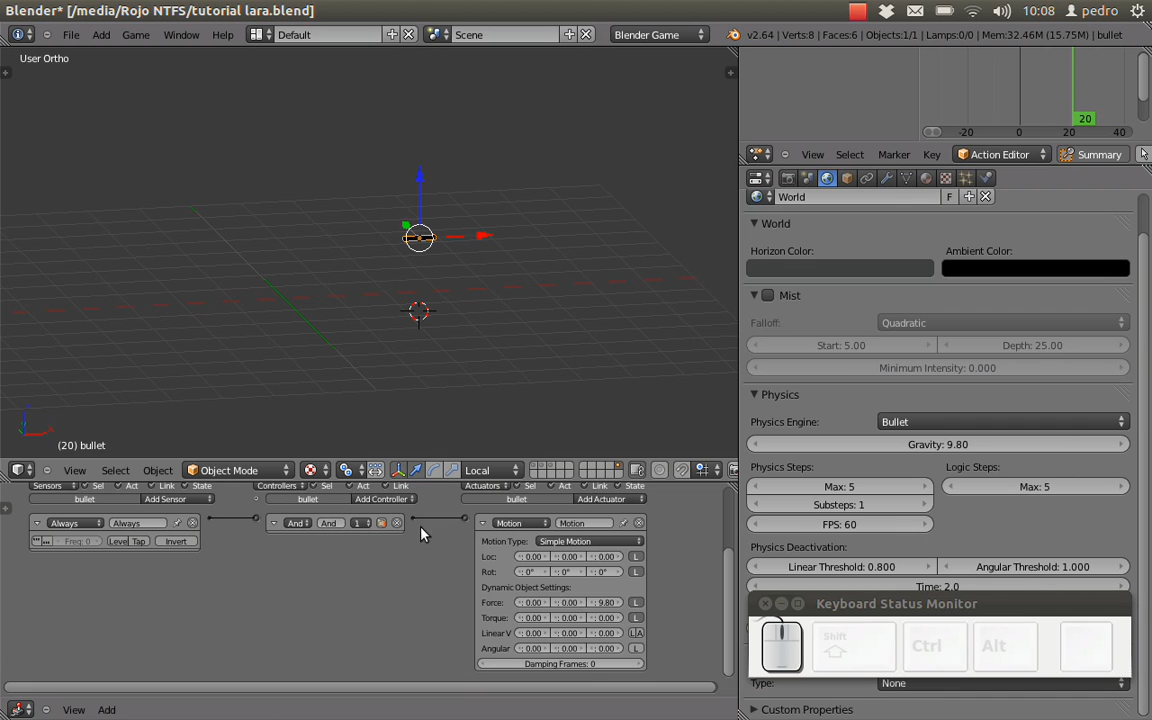 Blender* [/media/Rojo NTFS/tutorial lara.blend] 10:08 pedro
File Add Game Window Help Default Scene Blender Game v2.64 | Verts:8 | Faces:6 | Objects:1/1 | Lamps:0/0 | Mem:32.46M (15.75M) | bullet
User Ortho
20
-20 0 20 40
View Select Marker Key Action Editor Summary
World F
World
Horizon Color: Ambient Color:
Mist
Falloff: Quadratic
Start: 5.00 Depth: 25.00
Minimum Intensity: 0.000
Physics
Physics Engine: Bullet
Gravity: 9.80
Physics Steps: Logic Steps:
Max: 5 Max: 5
Substeps: 1
FPS: 60
Physics Deactivation:
Linear Threshold: 0.800 Angular Threshold: 1.000
Time: 2.0
Keyboard Status Monitor
Shift Ctrl Alt
Type: None
Custom Properties
(20) bullet
View Select Object Object Mode Local
Sensors Sel Act Link State Controllers Sel Act Link Actuators Sel Act Link State
bullet Add Sensor bullet Add Controller bullet Add Actuator
Always Always And And 1 Motion Motion
Freq: 0 Level Tap Invert Motion Type: Simple Motion
Loc: 0.00 0.00 0.00 L
Rot: 0° 0° 0° L
Dynamic Object Settings:
Force: 0.00 0.00 9.80 L
Torque: 0.00 0.00 0.00 L
Linear V 0.00 0.00 0.00 L A
Angular 0.00 0.00 0.00 L
Damping Frames: 0
View Add